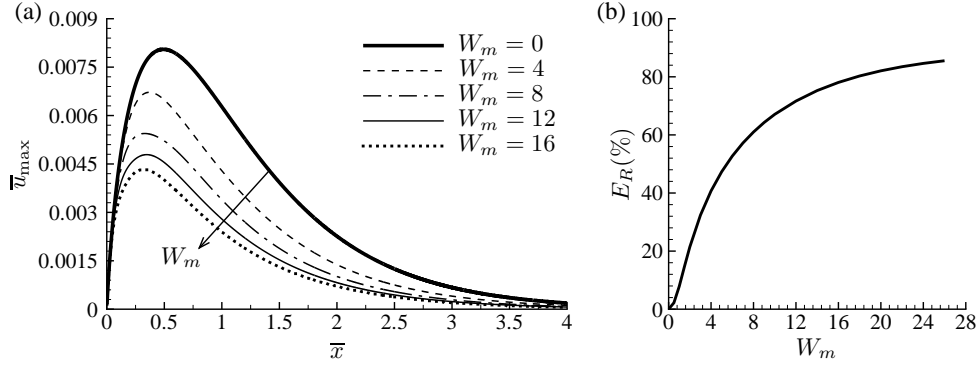 (a)
0.009
0.0075
0.006
0.0045
0.003
0.0015
0
u̅max
W_m = 0
W_m = 4
W_m = 8
W_m = 12
W_m = 16
W_m
0 0.5 1 1.5 2 2.5 3 3.5 4
x̅
(b)
100
80
60
40
20
0
E_R(%)
0 4 8 12 16 20 24 28
W_m